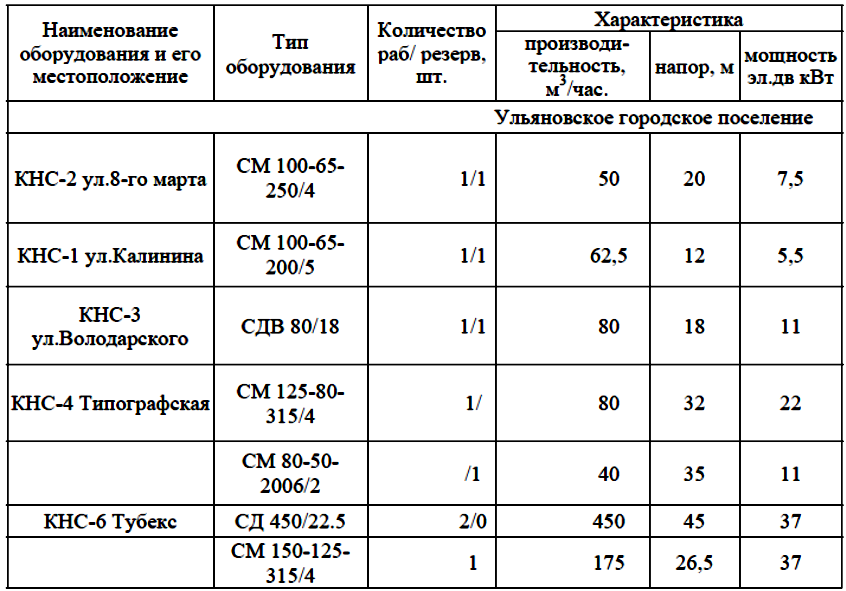 Наименование
оборудования и его
местоположение
Тип
оборудования
Количество
раб/ резерв,
шт.
Характеристика
производи-
тельность,
м³/час.
напор, м
мощность
эл.дв кВт
Ульяновское городское поселение
КНС-2 ул.8-го марта
СМ 100-65-
250/4
1/1
50
20
7,5
КНС-1 ул.Калинина
СМ 100-65-
200/5
1/1
62,5
12
5,5
КНС-3
ул.Володарского
СДВ 80/18
1/1
80
18
11
КНС-4 Типографская
СМ 125-80-
315/4
1/
80
32
22
СМ 80-50-
2006/2
/1
40
35
11
КНС-6 Тубекс
СД 450/22.5
2/0
450
45
37
СМ 150-125-
315/4
1
175
26,5
37